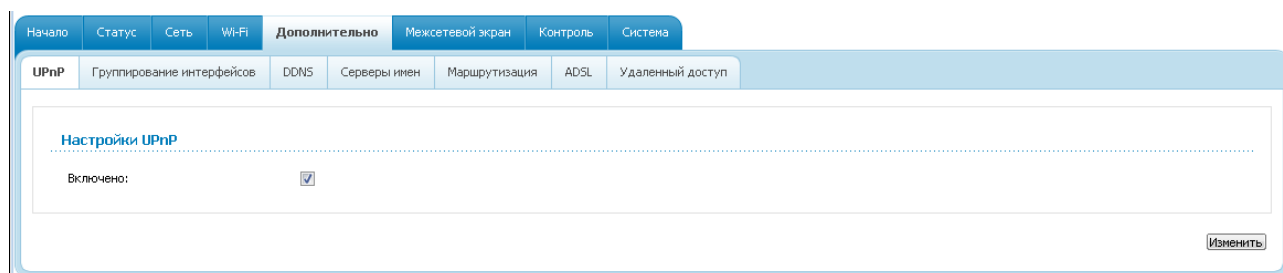 Начало Статус Сеть Wi-Fi Дополнительно Межсетевой экран Контроль Система
UPnP Группирование интерфейсов DDNS Серверы имен Маршрутизация ADSL Удаленный доступ
Настройки UPnP
Включено:
Изменить